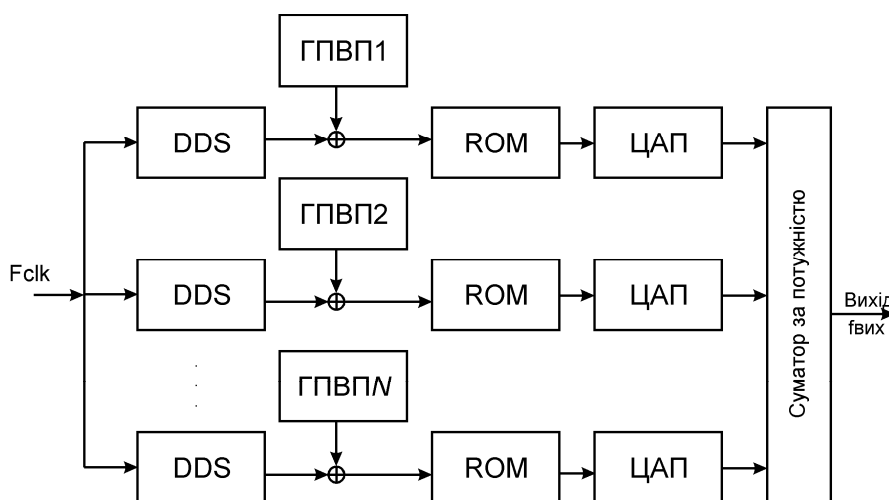 ГПВП1
DDS
ROM
ЦАП
ГПВП2
Fclk
DDS
ROM
ЦАП
Суматор за потужністю
Вихід
fвих
ГПВПN
DDS
ROM
ЦАП